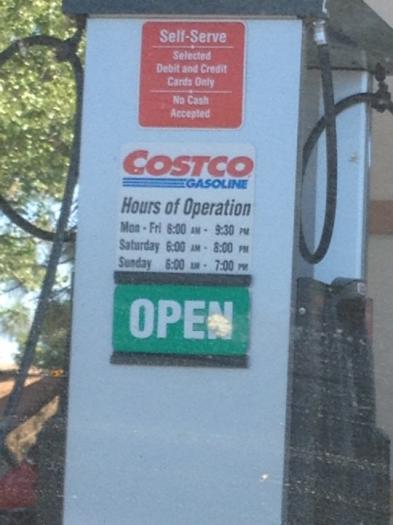 Self-Serve
Selected
Debit and Credit
Cards Only
No Cash
Accepted
COSTCO
GASOLINE
Hours of Operation
Mon - Fri 6:00 AM - 9:30 PM
Saturday 6:00 AM - 8:00 PM
Sunday 6:00 AM - 7:00 PM
OPEN